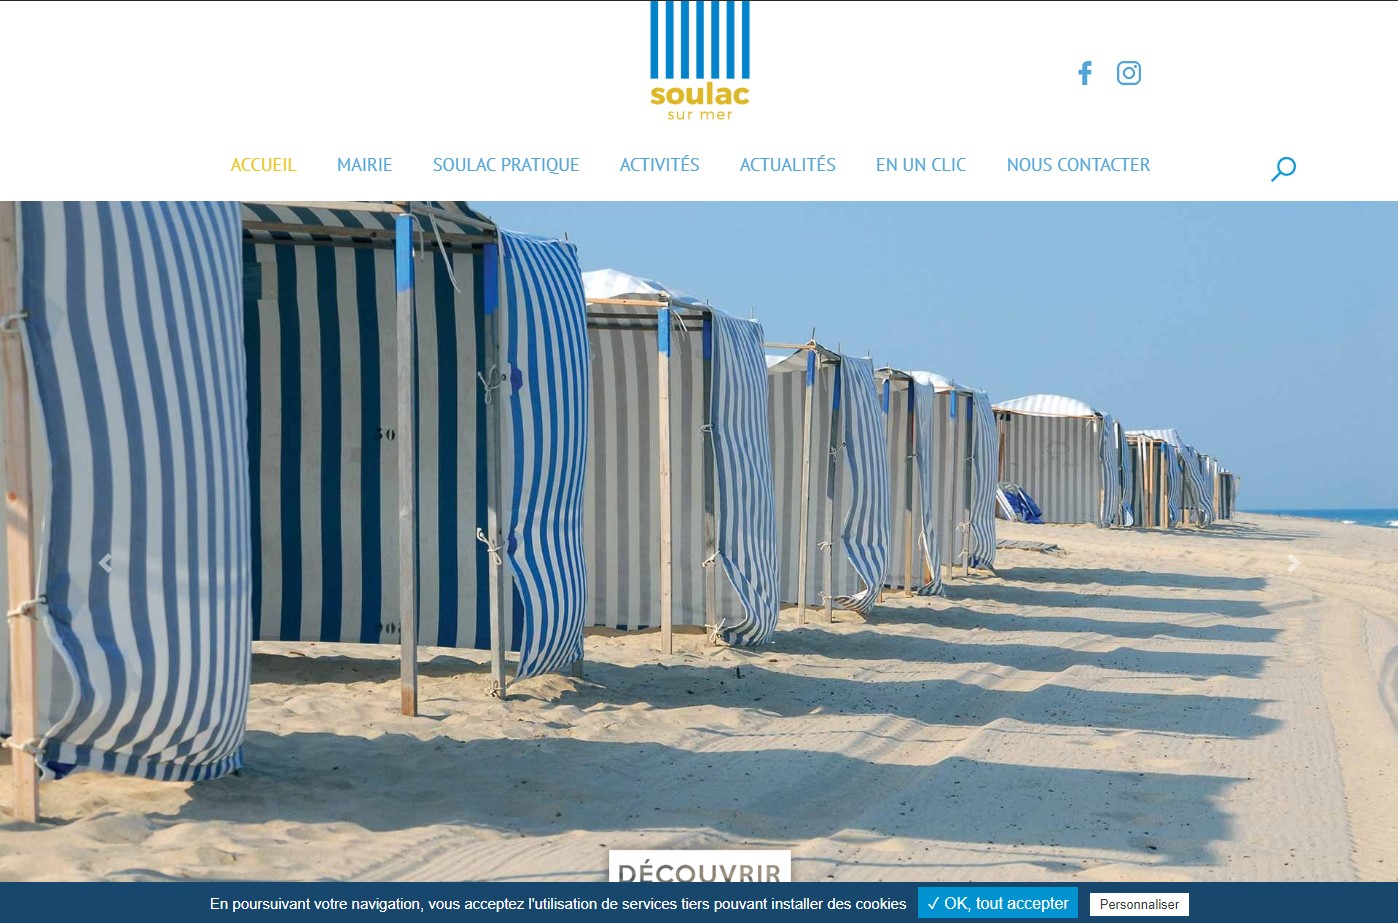 soulac
sur mer
ACCUEIL MAIRIE SOULAC PRATIQUE ACTIVITÉS ACTUALITÉS EN UN CLIC NOUS CONTACTER
30
DÉCOUVRIR
En poursuivant votre navigation, vous acceptez l'utilisation de services tiers pouvant installer des cookies ✓ OK, tout accepter Personnaliser